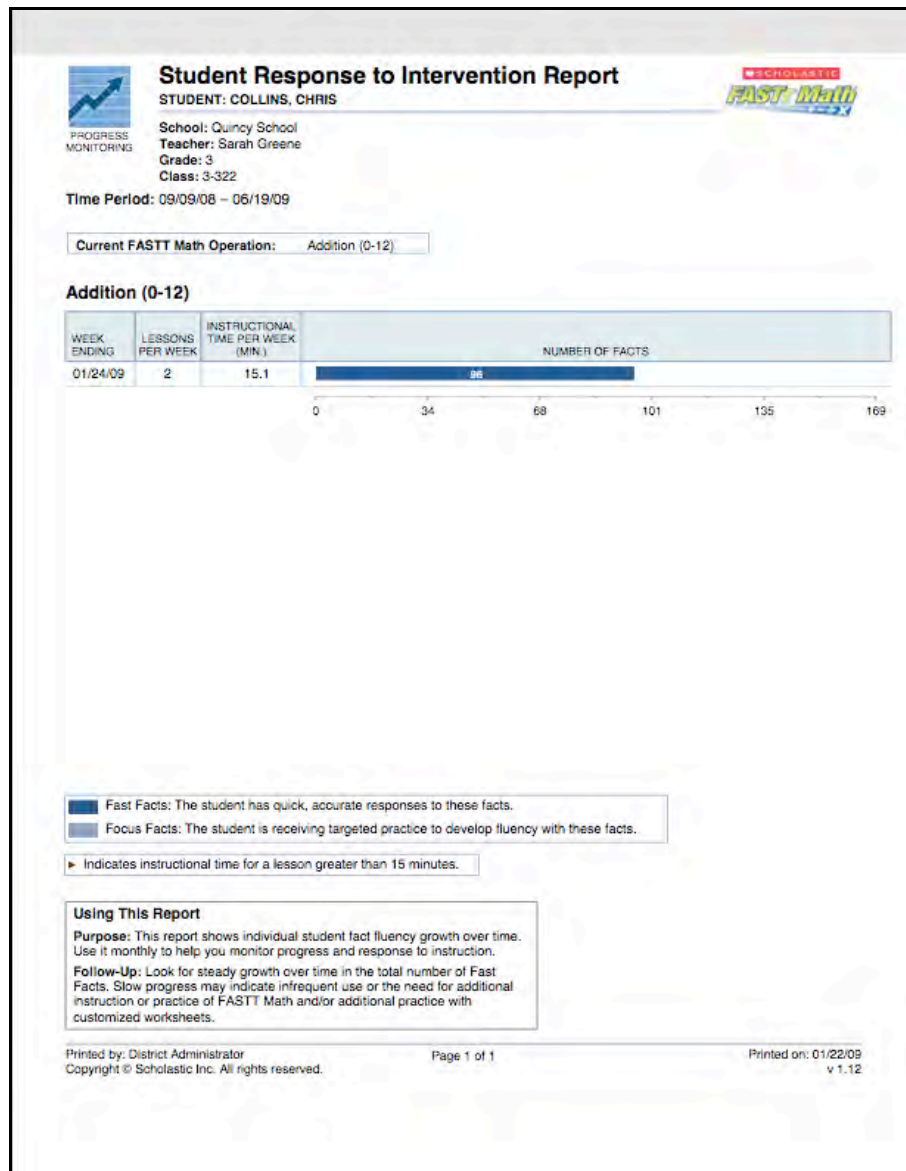 Student Response to Intervention Report
STUDENT: COLLINS, CHRIS
SCHOLASTIC
FASTT Math
PROGRESS
MONITORING
School: Quincy School
Teacher: Sarah Greene
Grade: 3
Class: 3-322
Time Period: 09/09/08 – 06/19/09
Current FASTT Math Operation: Addition (0-12)
Addition (0-12)
WEEK ENDING LESSONS PER WEEK INSTRUCTIONAL TIME PER WEEK (MIN.) NUMBER OF FACTS
01/24/09 2 15.1 96
0 34 68 101 135 169
Fast Facts: The student has quick, accurate responses to these facts.
Focus Facts: The student is receiving targeted practice to develop fluency with these facts.
► Indicates instructional time for a lesson greater than 15 minutes.
Using This Report
Purpose: This report shows individual student fact fluency growth over time.
Use it monthly to help you monitor progress and response to instruction.
Follow-Up: Look for steady growth over time in the total number of Fast
Facts. Slow progress may indicate infrequent use or the need for additional
instruction or practice of FASTT Math and/or additional practice with
customized worksheets.
Printed by: District Administrator Page 1 of 1 Printed on: 01/22/09
Copyright © Scholastic Inc. All rights reserved. v 1.12